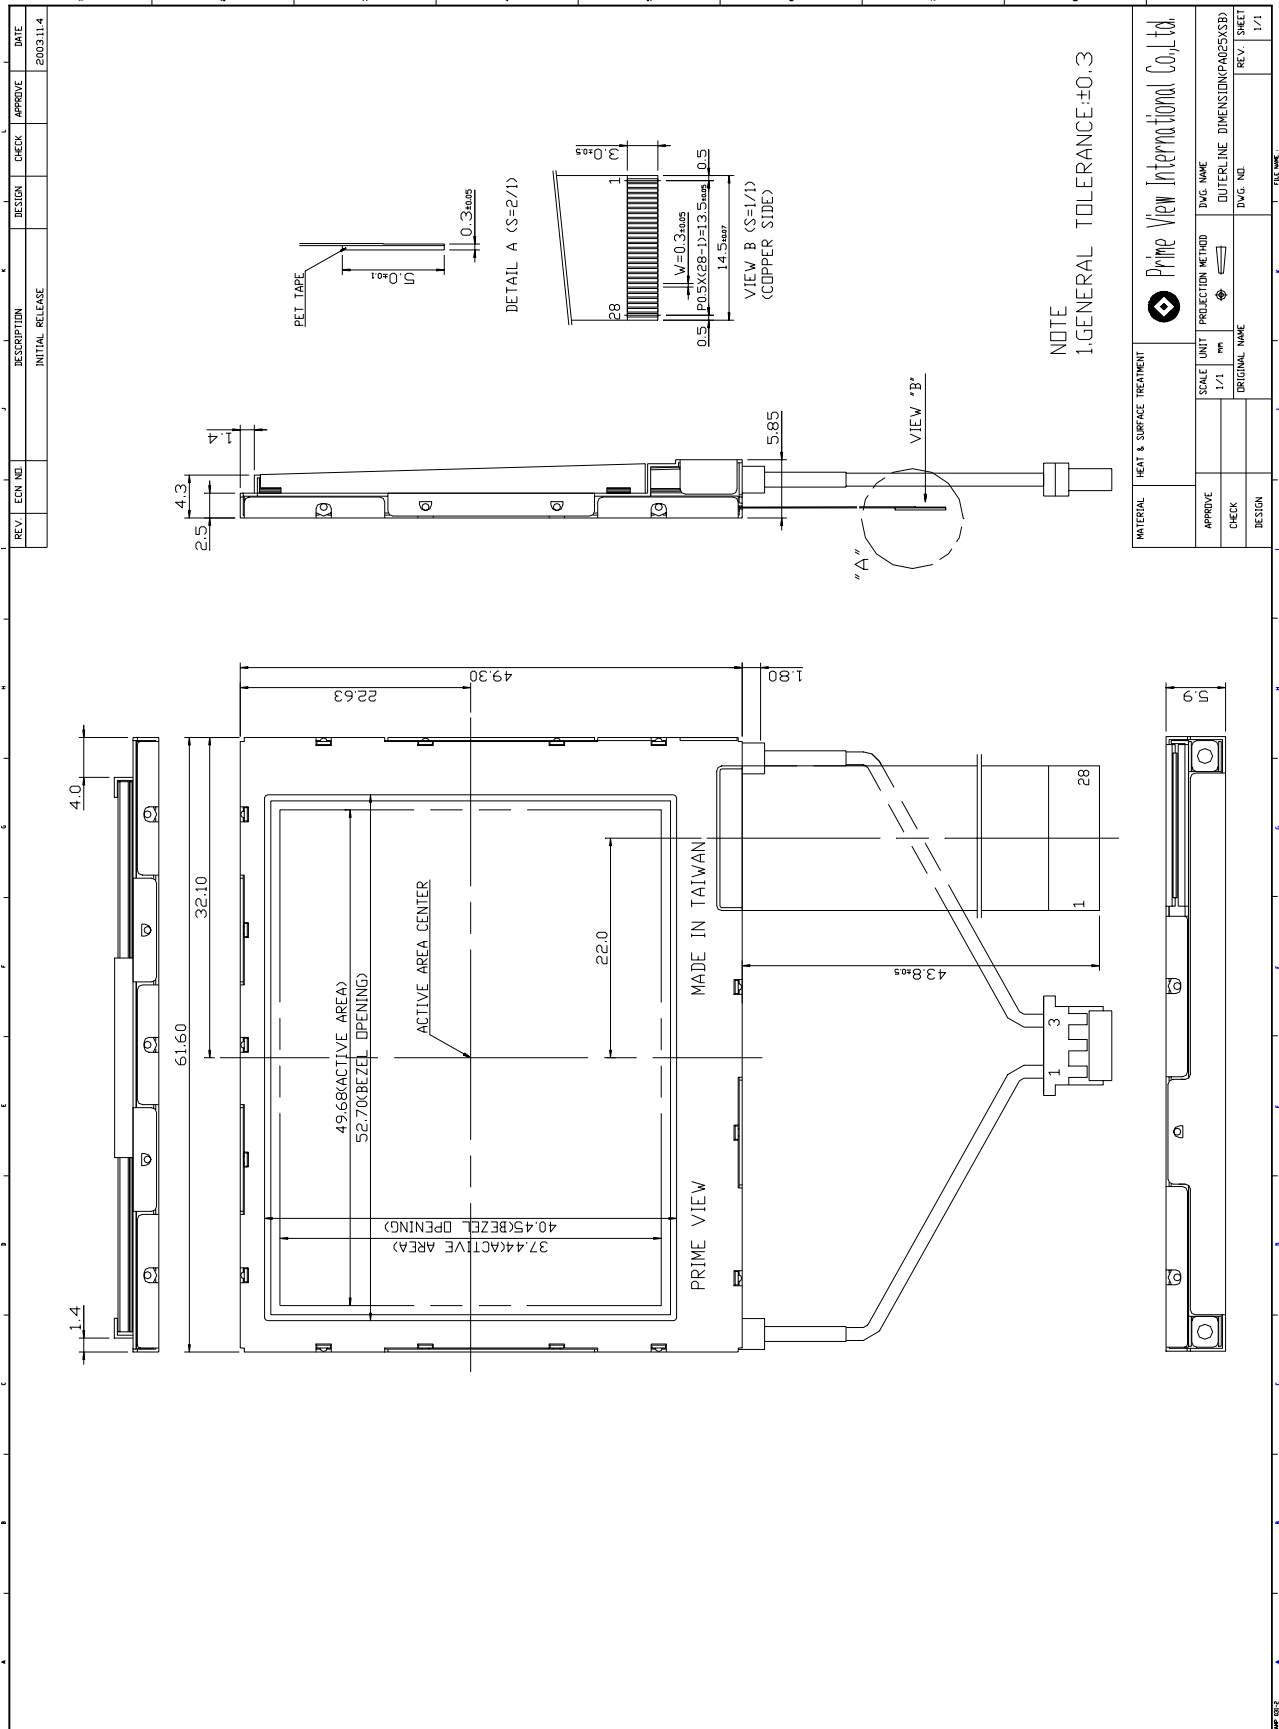 REV.
ECN NO.
DESCRIPTION
DESIGN
CHECK
APPROVE
DATE
INITIAL RELEASE
2003.11.4
1.4
4.0
61.60
32.10
49.68(ACTIVE AREA)
52.70(BEZEL OPENING)
37.44(ACTIVE AREA)
40.45(BEZEL OPENING)
ACTIVE AREA CENTER
22.63
49.30
1.80
22.0
PRIME VIEW
MADE IN TAIWAN
43.8±0.5
1
28
1
3
5.9
2.5
4.3
1.4
5.85
"A"
VIEW "B"
PET TAPE
5.0±0.1
0.3±0.05
DETAIL A (S=2/1)
28
1
3.0±0.5
W=0.3±0.05
0.5
P0.5X(28-1)=13.5±0.05
0.5
14.5±0.07
VIEW B (S=1/1)
(COPPER SIDE)
NOTE
1.GENERAL TOLERANCE:±0.3
MATERIAL
HEAT & SURFACE TREATMENT
Prime View International Co.,Ltd.
APPROVE
CHECK
DESIGN
SCALE
1/1
UNIT
mm
PROJECTION METHOD
DWG. NAME
OUTERLINE DIMENSION(PA025XSB)
ORIGINAL NAME
DWG. NO.
REV.
SHEET
1/1
FILE NAME :